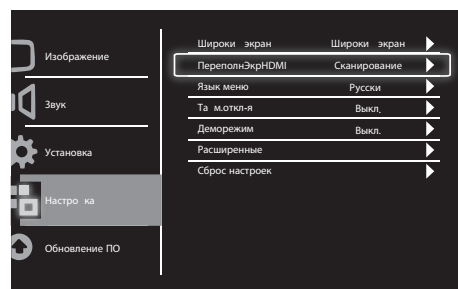 Изображение
Звук
Установка
Настро ка
Обновление ПО
Широки экран Широки экран
ПереполнЭкрHDMI Сканирование
Язык меню Русски
Та м.откл-я Выкл.
Деморежим Выкл.
Расширенные
Сброс настроек